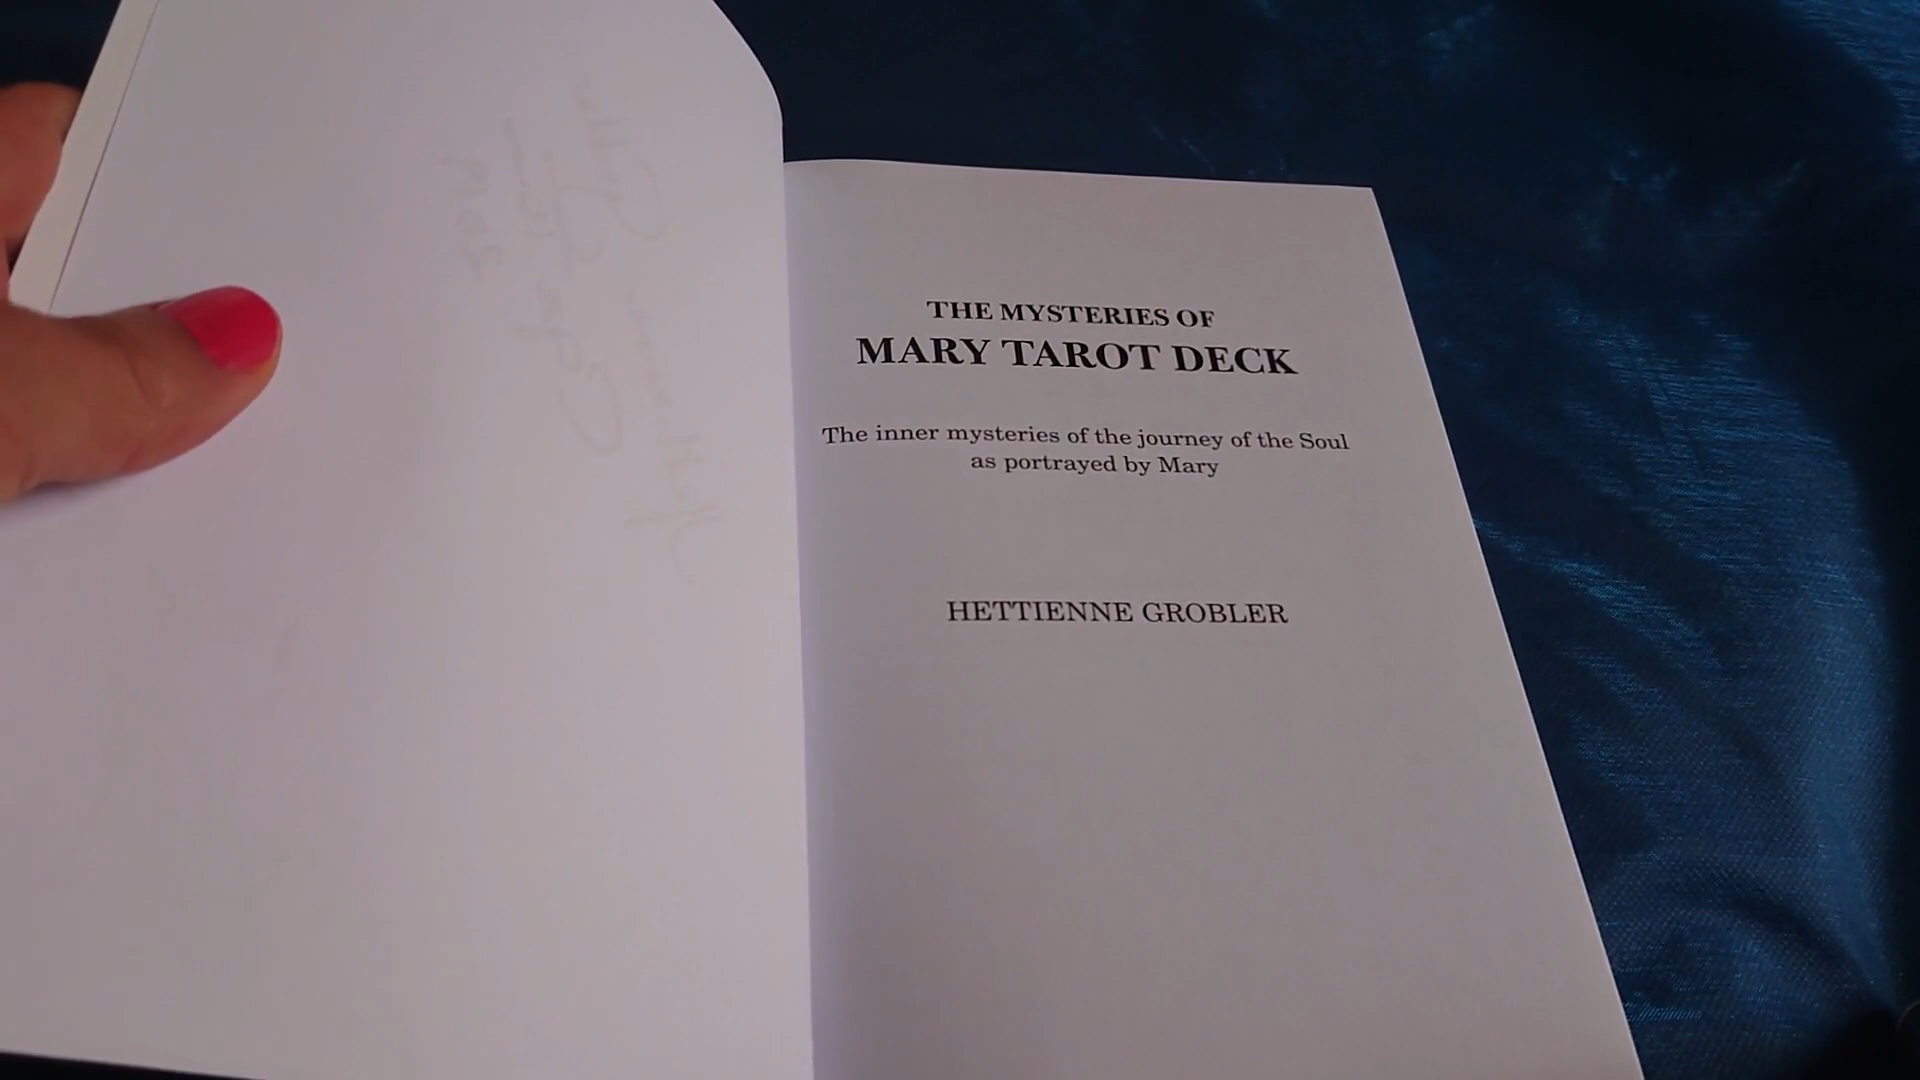 THE MYSTERIES OF
MARY TAROT DECK
The inner mysteries of the journey of the Soul
as portrayed by Mary
HETTIENNE GROBLER